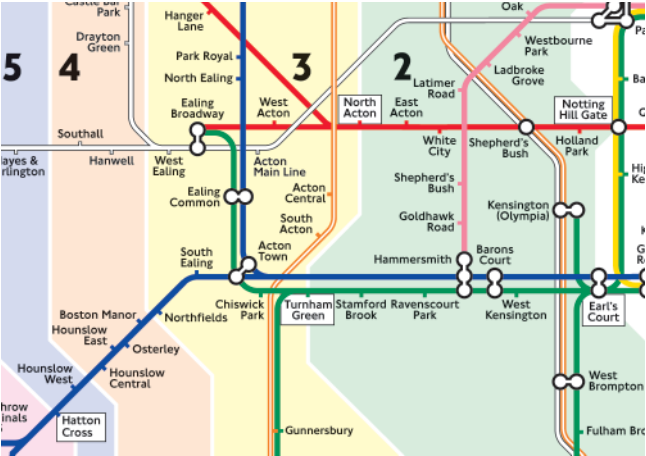 Castle Bar
Park
Hanger
Lane
Oak
Drayton
Green
Park Royal
Westbourne
Park
5
4
3
2
North Ealing
Latimer
Road
Ladbroke
Grove
Ealing
Broadway
West
Acton
North
Acton
East
Acton
Notting
Hill Gate
Southall
White
City
Shepherd's
Bush
Holland
Park
Hanwell
West
Ealing
Acton
Main Line
Shepherd's
Bush
Ealing
Common
Acton
Central
Kensington
(Olympia)
South
Acton
Goldhawk
Road
South
Ealing
Acton
Town
Hammersmith
Barons
Court
Chiswick
Park
Turnham
Green
Stamford
Brook
Ravenscourt
Park
West
Kensington
Earl's
Court
Boston Manor
Northfields
Hounslow
East
Osterley
Hounslow
West
Hounslow
Central
West
Brompton
Hatton
Cross
Gunnersbury
Fulham Bro